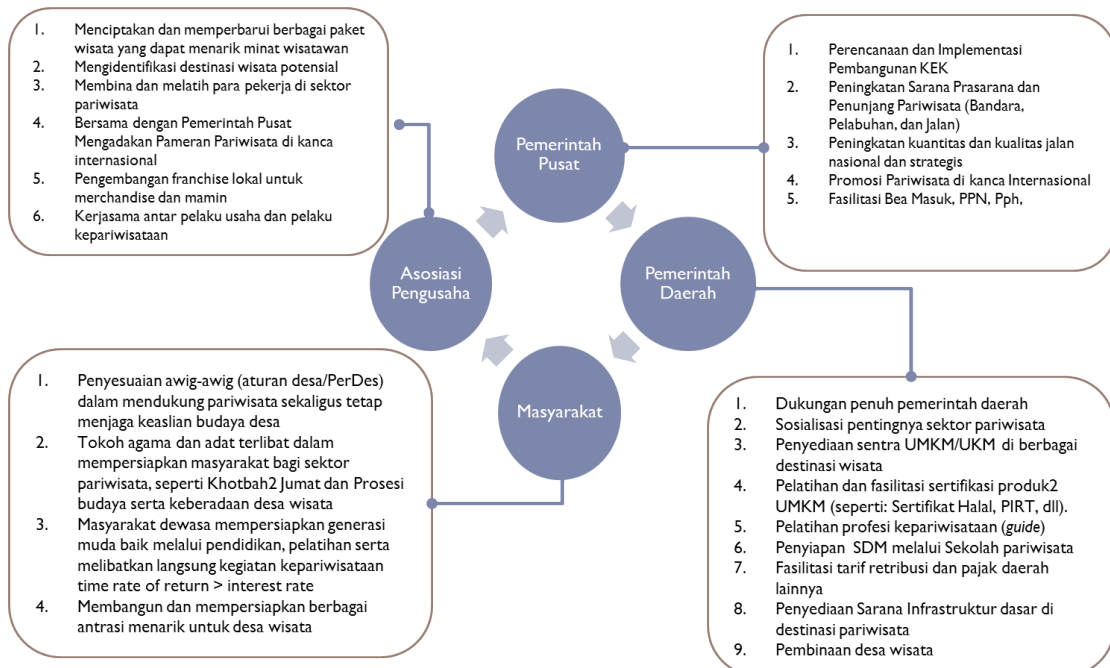 1. Menciptakan dan memperbarui berbagai paket
wisata yang dapat menarik minat wisatawan
2. Mengidentifikasi destinasi wisata potensial
3. Membina dan melatih para pekerja di sektor
pariwisata
4. Bersama dengan Pemerintah Pusat
Mengadakan Pameran Pariwisata di kanca
internasional
5. Pengembangan franchise lokal untuk
merchandise dan mamin
6. Kerjasama antar pelaku usaha dan pelaku
kepariwisataan
Pemerintah
Pusat
1. Perencanaan dan Implementasi
Pembangunan KEK
2. Peningkatan Sarana Prasarana dan
Penunjang Pariwisata (Bandara,
Pelabuhan, dan Jalan)
3. Peningkatan kuantitas dan kualitas jalan
nasional dan strategis
4. Promosi Pariwisata di kanca Internasional
5. Fasilitasi Bea Masuk, PPN, Pph,
Asosiasi
Pengusaha
Pemerintah
Daerah
Masyarakat
1. Penyesuaian awig-awig (aturan desa/PerDes)
dalam mendukung pariwisata sekaligus tetap
menjaga keaslian budaya desa
2. Tokoh agama dan adat terlibat dalam
mempersiapkan masyarakat bagi sektor
pariwisata, seperti Khotbah2 Jumat dan Prosesi
budaya serta keberadaan desa wisata
3. Masyarakat dewasa mempersiapkan generasi
muda baik melalui pendidikan, pelatihan serta
melibatkan langsung kegiatan kepariwisataan
time rate of return > interest rate
4. Membangun dan mempersiapkan berbagai
antrasi menarik untuk desa wisata
1. Dukungan penuh pemerintah daerah
2. Sosialisasi pentingnya sektor pariwisata
3. Penyediaan sentra UMKM/UKM di berbagai
destinasi wisata
4. Pelatihan dan fasilitasi sertifikasi produk2
UMKM (seperti: Sertifikat Halal, PIRT, dll).
5. Pelatihan profesi kepariwisataan (guide)
6. Penyiapan SDM melalui Sekolah pariwisata
7. Fasilitasi tarif retribusi dan pajak daerah
lainnya
8. Penyediaan Sarana Infrastruktur dasar di
destinasi pariwisata
9. Pembinaan desa wisata